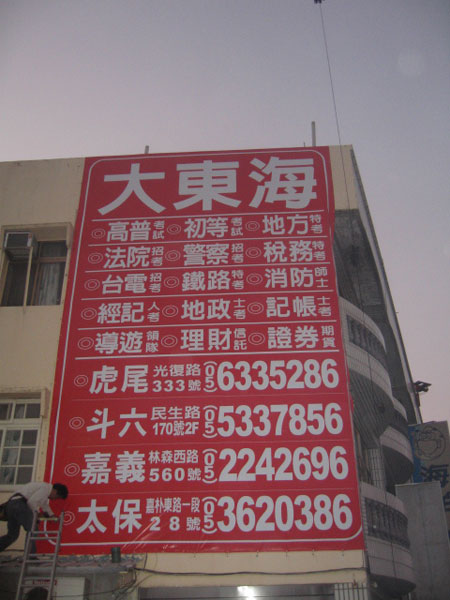 大東海
◎高普考試 ◎初等考試 ◎地方特考
◎法院招考 ◎警察招考 ◎稅務特考
◎台電招考 ◎鐵路特考 ◎消防師士
◎經記人者 ◎地政士者 ◎記帳士者
◎導遊領隊 ◎理財信託 ◎證券期貨
◎虎尾 光復路333號 (05)6335286
◎斗六 民生路170號2F (05)5337856
◎嘉義 林森西路560號 (05)2242696
◎太保 嘉朴東路一段28號 (05)3620386
海